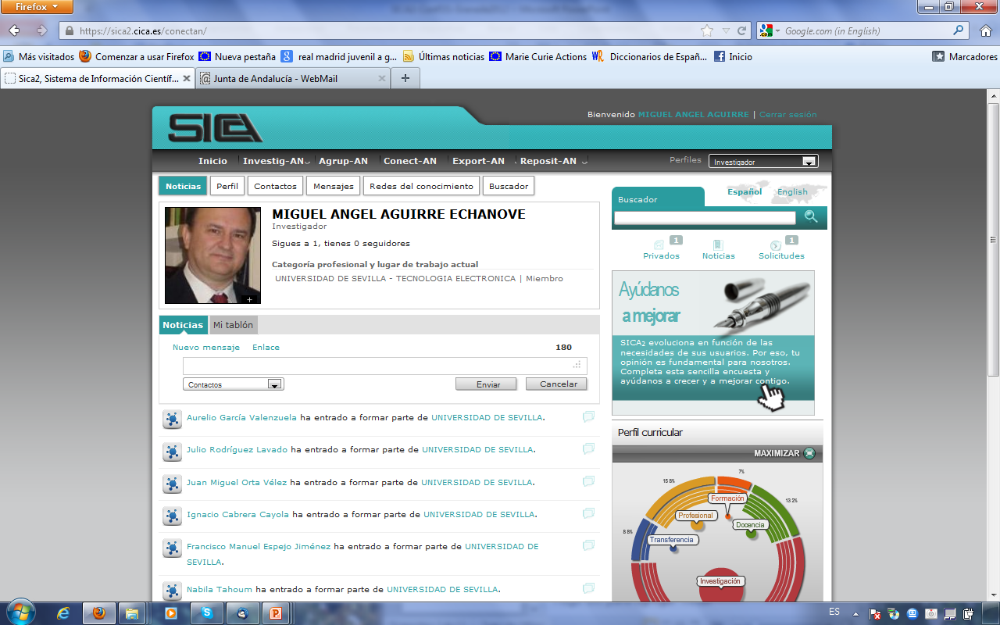 Firefox
https://sica2.cica.es/conectan/
Google.com (in English)
Más visitados Comenzar a usar Firefox Nueva pestaña real madrid juvenil a g... Últimas noticias Marie Curie Actions Diccionarios de Españ... Inicio Marcadores
Sica2, Sistema de Información Científ... Junta de Andalucía - WebMail
SICA
Bienvenido MIGUEL ANGEL AGUIRRE | Cerrar sesión
Inicio Investig-AN Agrup-AN Conect-AN Export-AN Reposit-AN Perfiles Investigador
Noticias Perfil Contactos Mensajes Redes del conocimiento Buscador
Español English
Buscador
MIGUEL ANGEL AGUIRRE ECHANOVE
Investigador
Sigues a 1, tienes 0 seguidores
Categoría profesional y lugar de trabajo actual
UNIVERSIDAD DE SEVILLA - TECNOLOGIA ELECTRONICA | Miembro
1 1
Privados Noticias Solicitudes
Ayúdanos
a mejorar
SICA2 evoluciona en función de las
necesidades de sus usuarios. Por eso, tu
opinión es fundamental para nosotros.
Completa esta sencilla encuesta y
ayúdanos a crecer y a mejorar contigo.
Noticias Mi tablón
Nuevo mensaje Enlace 180
Contactos Enviar Cancelar
Aurelio García Valenzuela ha entrado a formar parte de UNIVERSIDAD DE SEVILLA.
Julio Rodríguez Lavado ha entrado a formar parte de UNIVERSIDAD DE SEVILLA.
Juan Miguel Orta Vélez ha entrado a formar parte de UNIVERSIDAD DE SEVILLA.
Ignacio Cabrera Cayola ha entrado a formar parte de UNIVERSIDAD DE SEVILLA.
Francisco Manuel Espejo Jiménez ha entrado a formar parte de UNIVERSIDAD DE
SEVILLA.
Nabila Tahoum ha entrado a formar parte de UNIVERSIDAD DE SEVILLA.
Perfil curricular
MAXIMIZAR
7%
15 8%
13 2%
Formación
Profesional
Docencia
8 8%
Transferencia
Investigación
ES